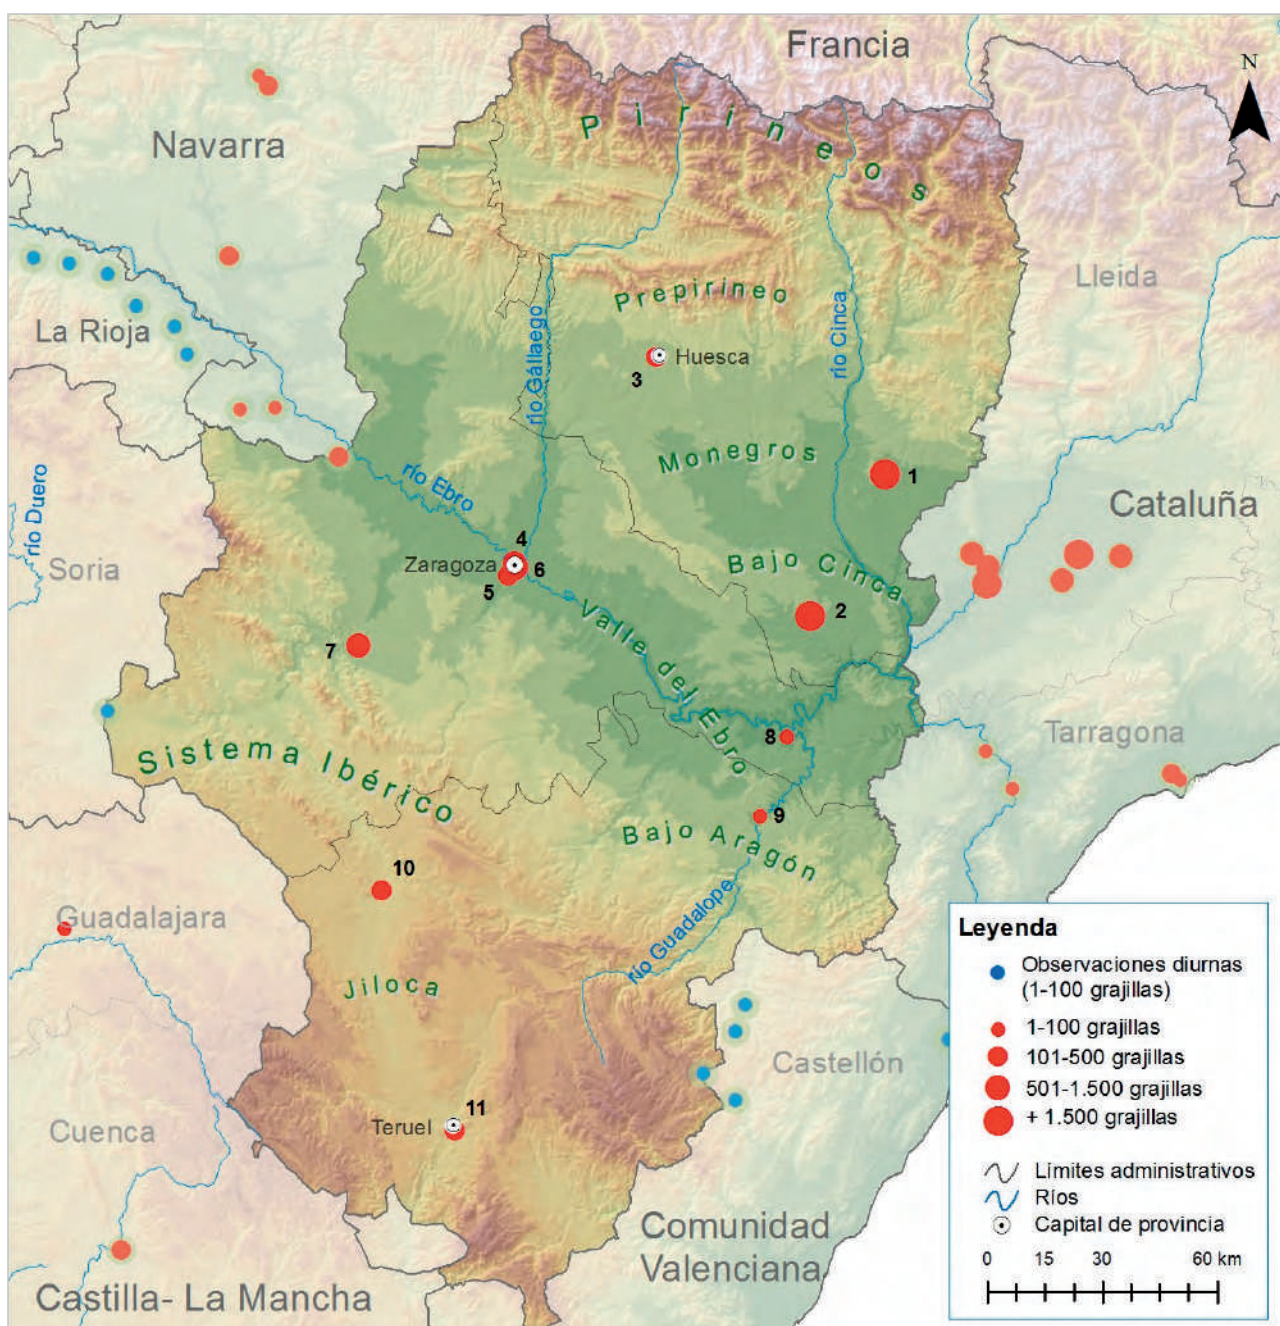 Francia
N
Pirineos
Navarra
Lleida
Prepirineo
río Cinca
La Rioja
río Gállaego
Huesca
3
Monegros
1
río Ebro
río Duero
Cataluña
4
Soria
Zaragoza
6
5
Bajo Cinca
2
Valle del Ebro
7
8
Tarragona
Sistema Ibérico
9
Bajo Aragón
10
Guadalajara
río Guadalope
Jiloca
Castellón
11
Teruel
Cuenca
Comunidad
Valenciana
Castilla- La Mancha
Leyenda
Observaciones diurnas
(1-100 grajillas)
1-100 grajillas
101-500 grajillas
501-1.500 grajillas
+ 1.500 grajillas
Límites administrativos
Ríos
Capital de provincia
0 15 30 60 km